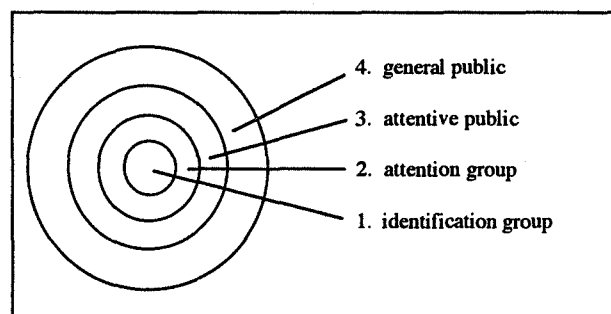 4. general public
3. attentive public
2. attention group
1. identification group